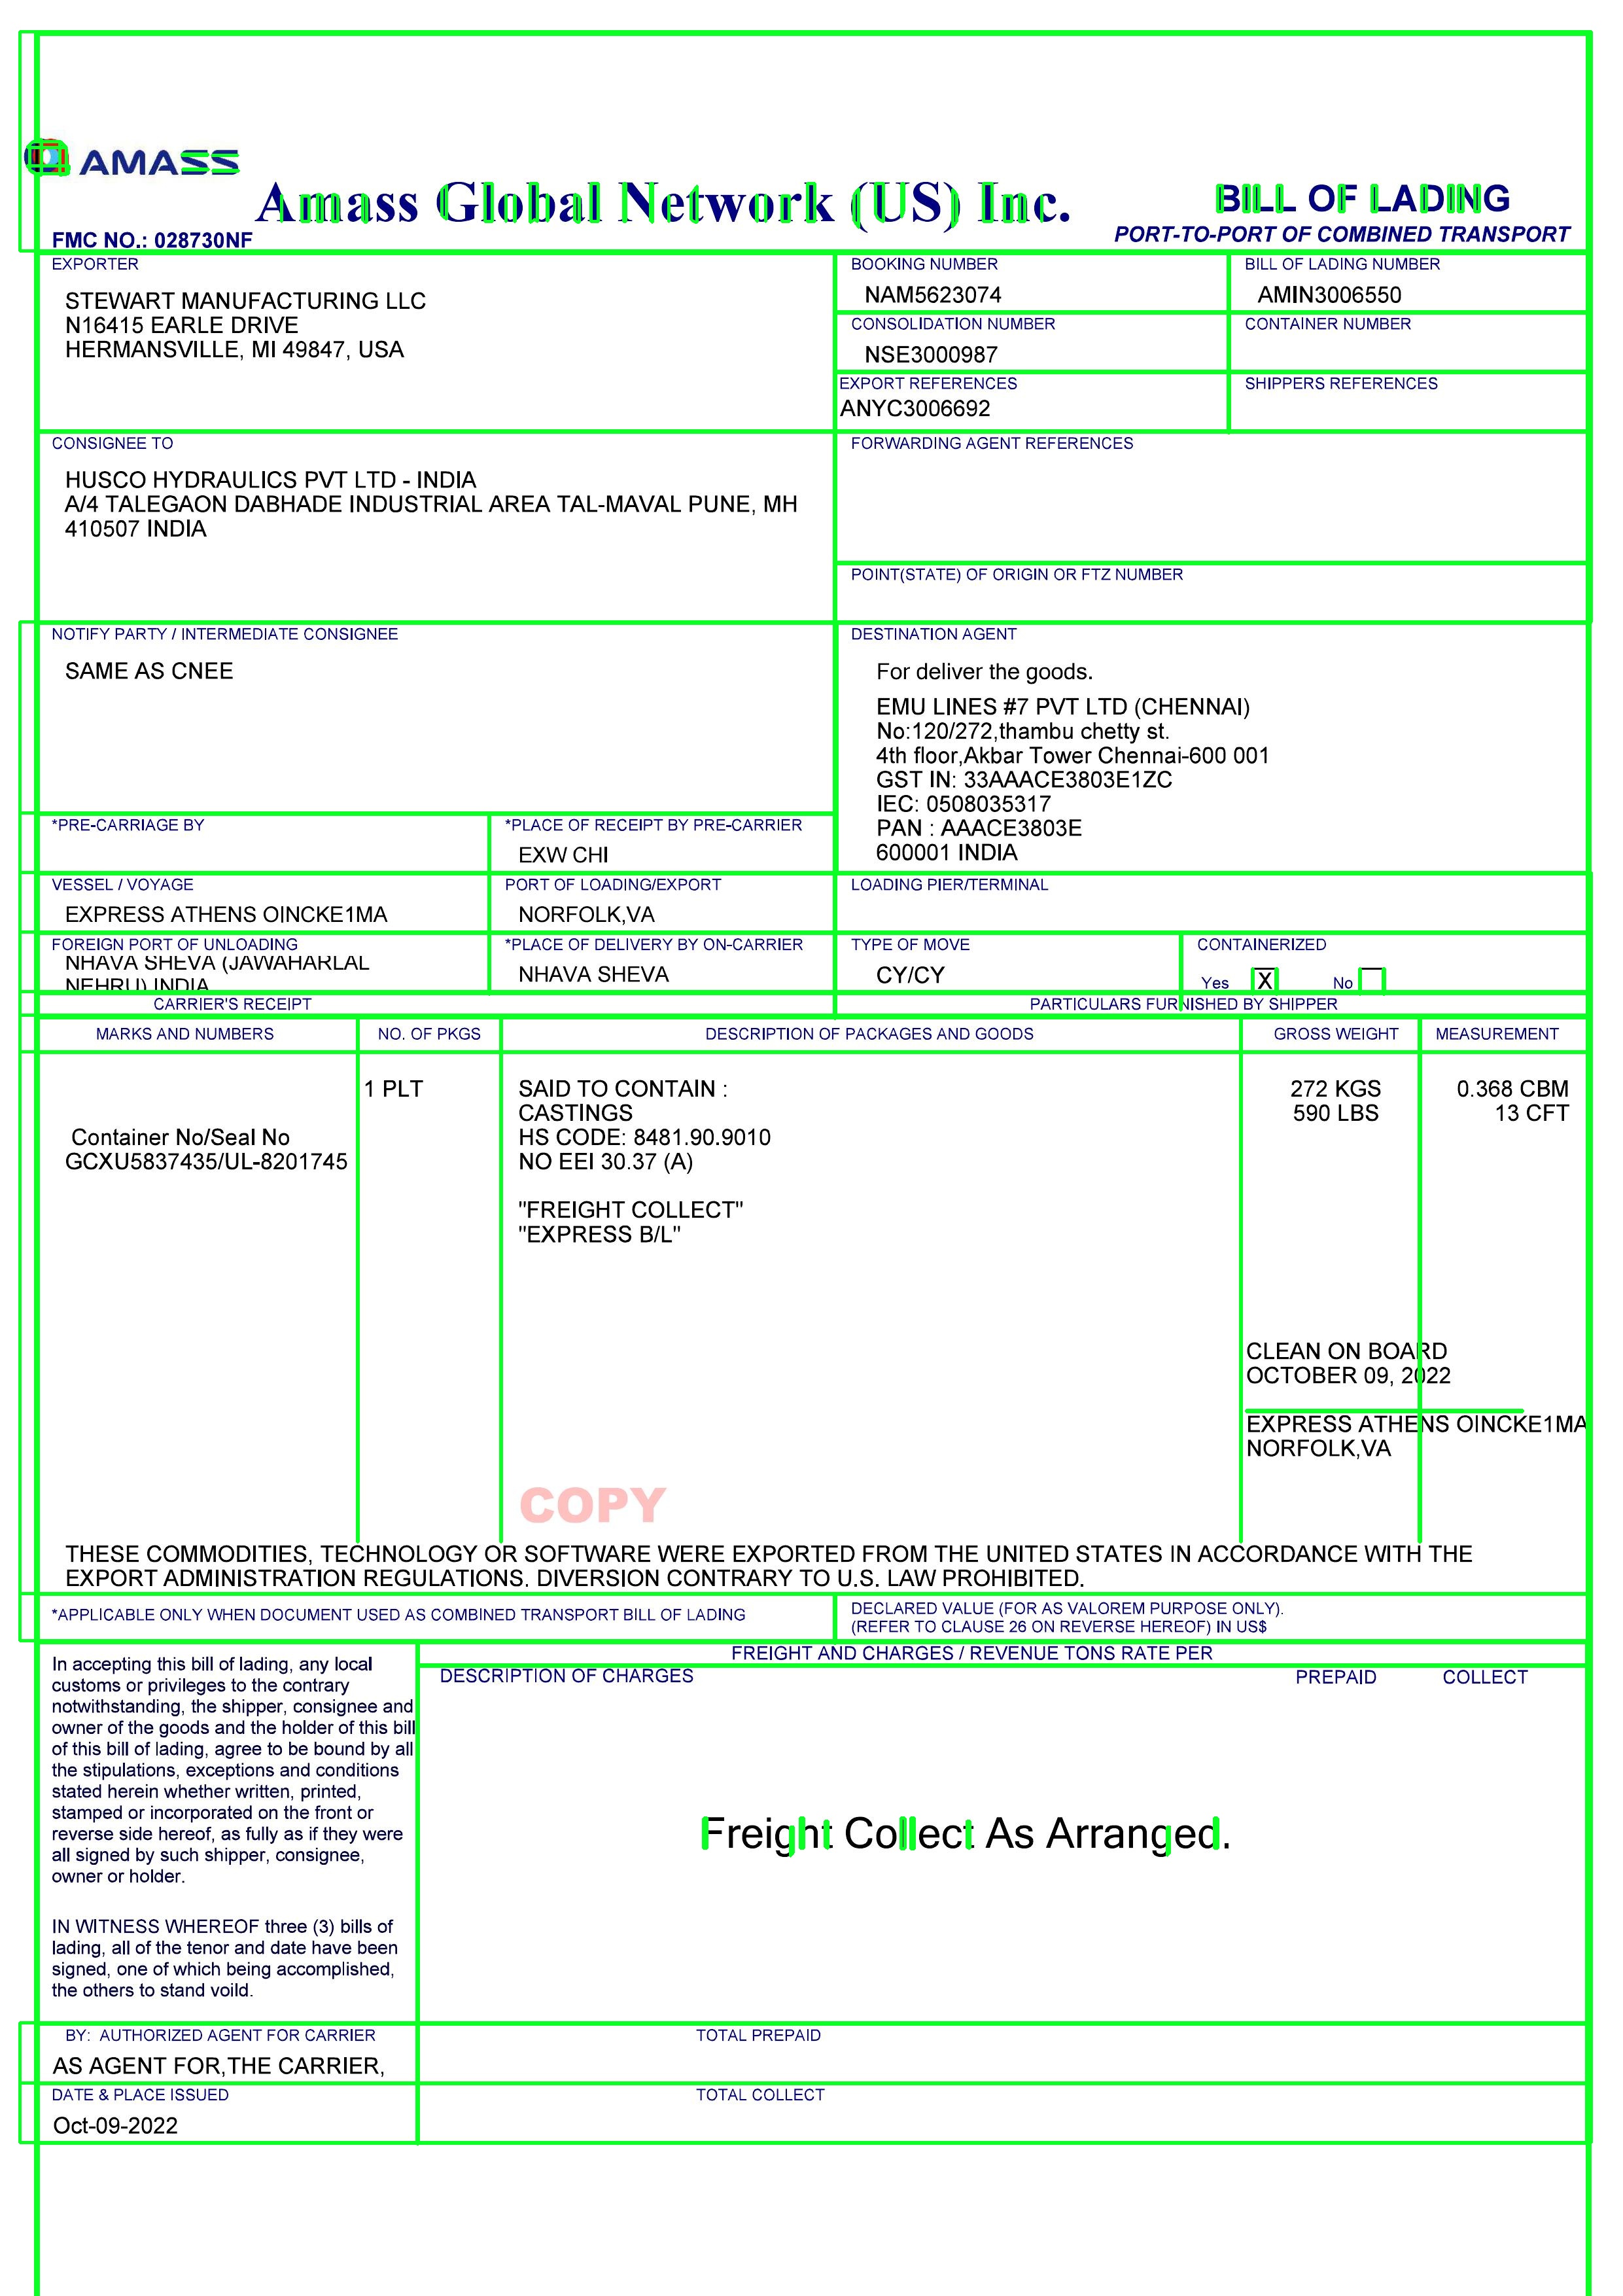 AMASS
Amass Global Network (US) Inc.
BILL OF LADING
FMC NO.: 028730NF
PORT-TO-PORT OF COMBINED TRANSPORT
EXPORTER
STEWART MANUFACTURING LLC
N16415 EARLE DRIVE
HERMANSVILLE, MI 49847, USA
BOOKING NUMBER
NAM5623074
BILL OF LADING NUMBER
AMIN3006550
CONSOLIDATION NUMBER
NSE3000987
CONTAINER NUMBER
EXPORT REFERENCES
ANYC3006692
SHIPPERS REFERENCES
CONSIGNEE TO
HUSCO HYDRAULICS PVT LTD - INDIA
A/4 TALEGAON DABHADE INDUSTRIAL AREA TAL-MAVAL PUNE, MH
410507 INDIA
FORWARDING AGENT REFERENCES
POINT(STATE) OF ORIGIN OR FTZ NUMBER
NOTIFY PARTY / INTERMEDIATE CONSIGNEE
SAME AS CNEE
DESTINATION AGENT
For deliver the goods.
EMU LINES #7 PVT LTD (CHENNAI)
No:120/272,thambu chetty st.
4th floor,Akbar Tower Chennai-600 001
GST IN: 33AAACE3803E1ZC
IEC: 0508035317
PAN : AAACE3803E
600001 INDIA
*PRE-CARRIAGE BY
*PLACE OF RECEIPT BY PRE-CARRIER
EXW CHI
VESSEL / VOYAGE
EXPRESS ATHENS OINCKE1MA
PORT OF LOADING/EXPORT
NORFOLK,VA
LOADING PIER/TERMINAL
FOREIGN PORT OF UNLOADING
NHAVA SHEVA (JAWAHARLAL
NEHRU) INDIA
*PLACE OF DELIVERY BY ON-CARRIER
NHAVA SHEVA
TYPE OF MOVE
CY/CY
CONTAINERIZED
Yes X No
CARRIER'S RECEIPT
PARTICULARS FURNISHED BY SHIPPER
MARKS AND NUMBERS
NO. OF PKGS
DESCRIPTION OF PACKAGES AND GOODS
GROSS WEIGHT
MEASUREMENT
Container No/Seal No
GCXU5837435/UL-8201745
1 PLT
SAID TO CONTAIN :
CASTINGS
HS CODE: 8481.90.9010
NO EEI 30.37 (A)
"FREIGHT COLLECT"
"EXPRESS B/L"
272 KGS
590 LBS
0.368 CBM
13 CFT
CLEAN ON BOARD
OCTOBER 09, 2022
EXPRESS ATHENS OINCKE1MA
NORFOLK,VA
COPY
THESE COMMODITIES, TECHNOLOGY OR SOFTWARE WERE EXPORTED FROM THE UNITED STATES IN ACCORDANCE WITH THE
EXPORT ADMINISTRATION REGULATIONS. DIVERSION CONTRARY TO U.S. LAW PROHIBITED.
*APPLICABLE ONLY WHEN DOCUMENT USED AS COMBINED TRANSPORT BILL OF LADING
DECLARED VALUE (FOR AS VALOREM PURPOSE ONLY).
(REFER TO CLAUSE 26 ON REVERSE HEREOF) IN US$
In accepting this bill of lading, any local
customs or privileges to the contrary
notwithstanding, the shipper, consignee and
owner of the goods and the holder of this bill
of this bill of lading, agree to be bound by all
the stipulations, exceptions and conditions
stated herein whether written, printed,
stamped or incorporated on the front or
reverse side hereof, as fully as if they were
all signed by such shipper, consignee,
owner or holder.
IN WITNESS WHEREOF three (3) bills of
lading, all of the tenor and date have been
signed, one of which being accomplished,
the others to stand voild.
FREIGHT AND CHARGES / REVENUE TONS RATE PER
DESCRIPTION OF CHARGES
PREPAID
COLLECT
Freight Collect As Arranged.
BY: AUTHORIZED AGENT FOR CARRIER
AS AGENT FOR,THE CARRIER,
TOTAL PREPAID
DATE & PLACE ISSUED
Oct-09-2022
TOTAL COLLECT